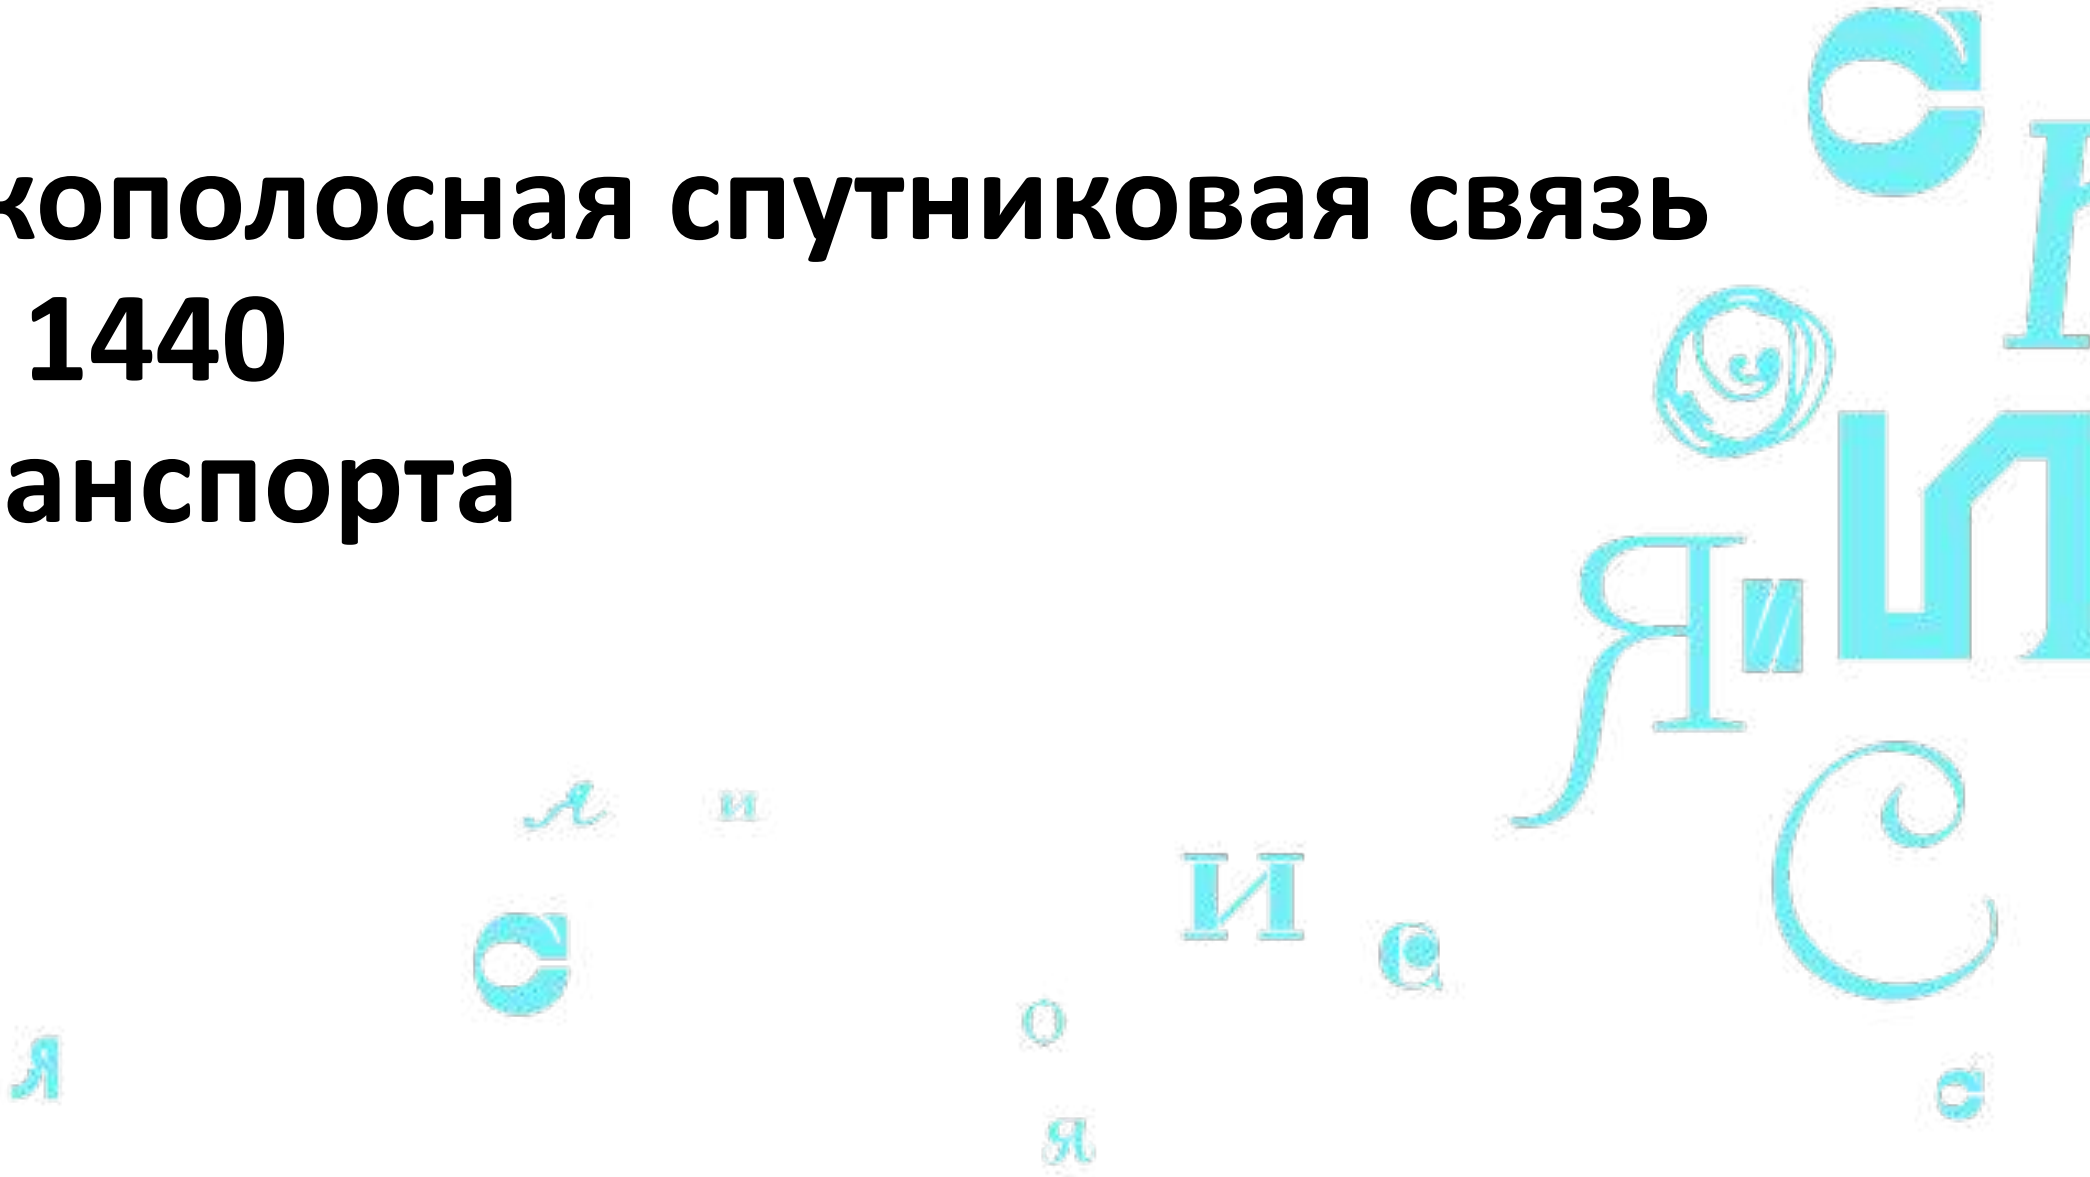 кополосная спутниковая связь
1440
анспорта
С
О
Я
И
С
я
и
С
и
о
я
я
с